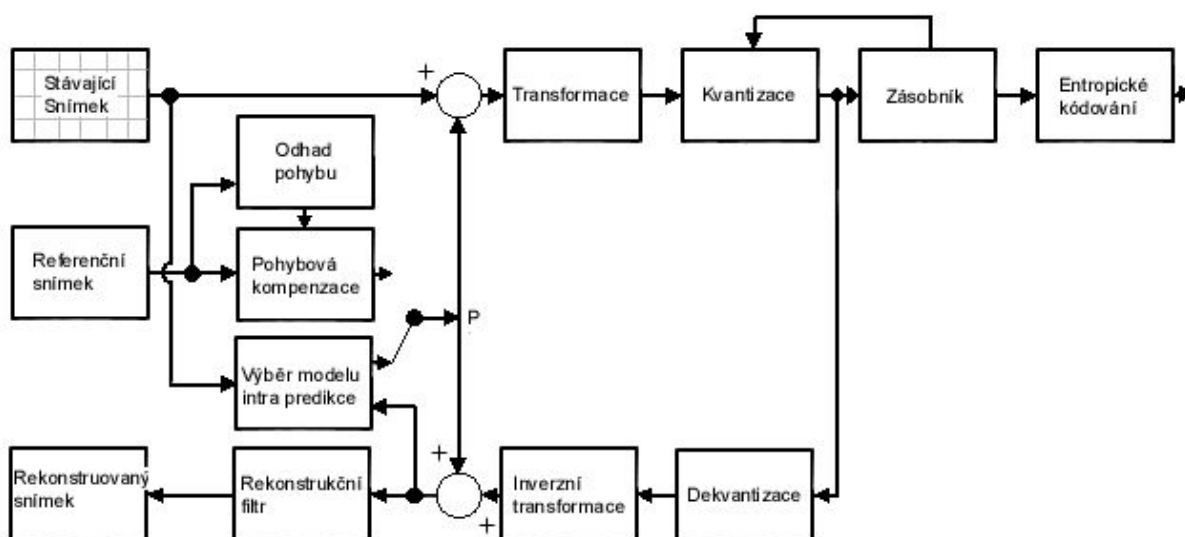 Stávající
Snímek
+
Transformace
Kvantizace
Zásobník
Entropické
kódování
Odhad
pohybu
Referenční
snímek
Pohybová
kompenzace
P
Výběr modelu
intra predikce
+
Rekonstruovaný
snímek
Rekonstrukční
filtr
+
Inverzní
transformace
Dekvantizace